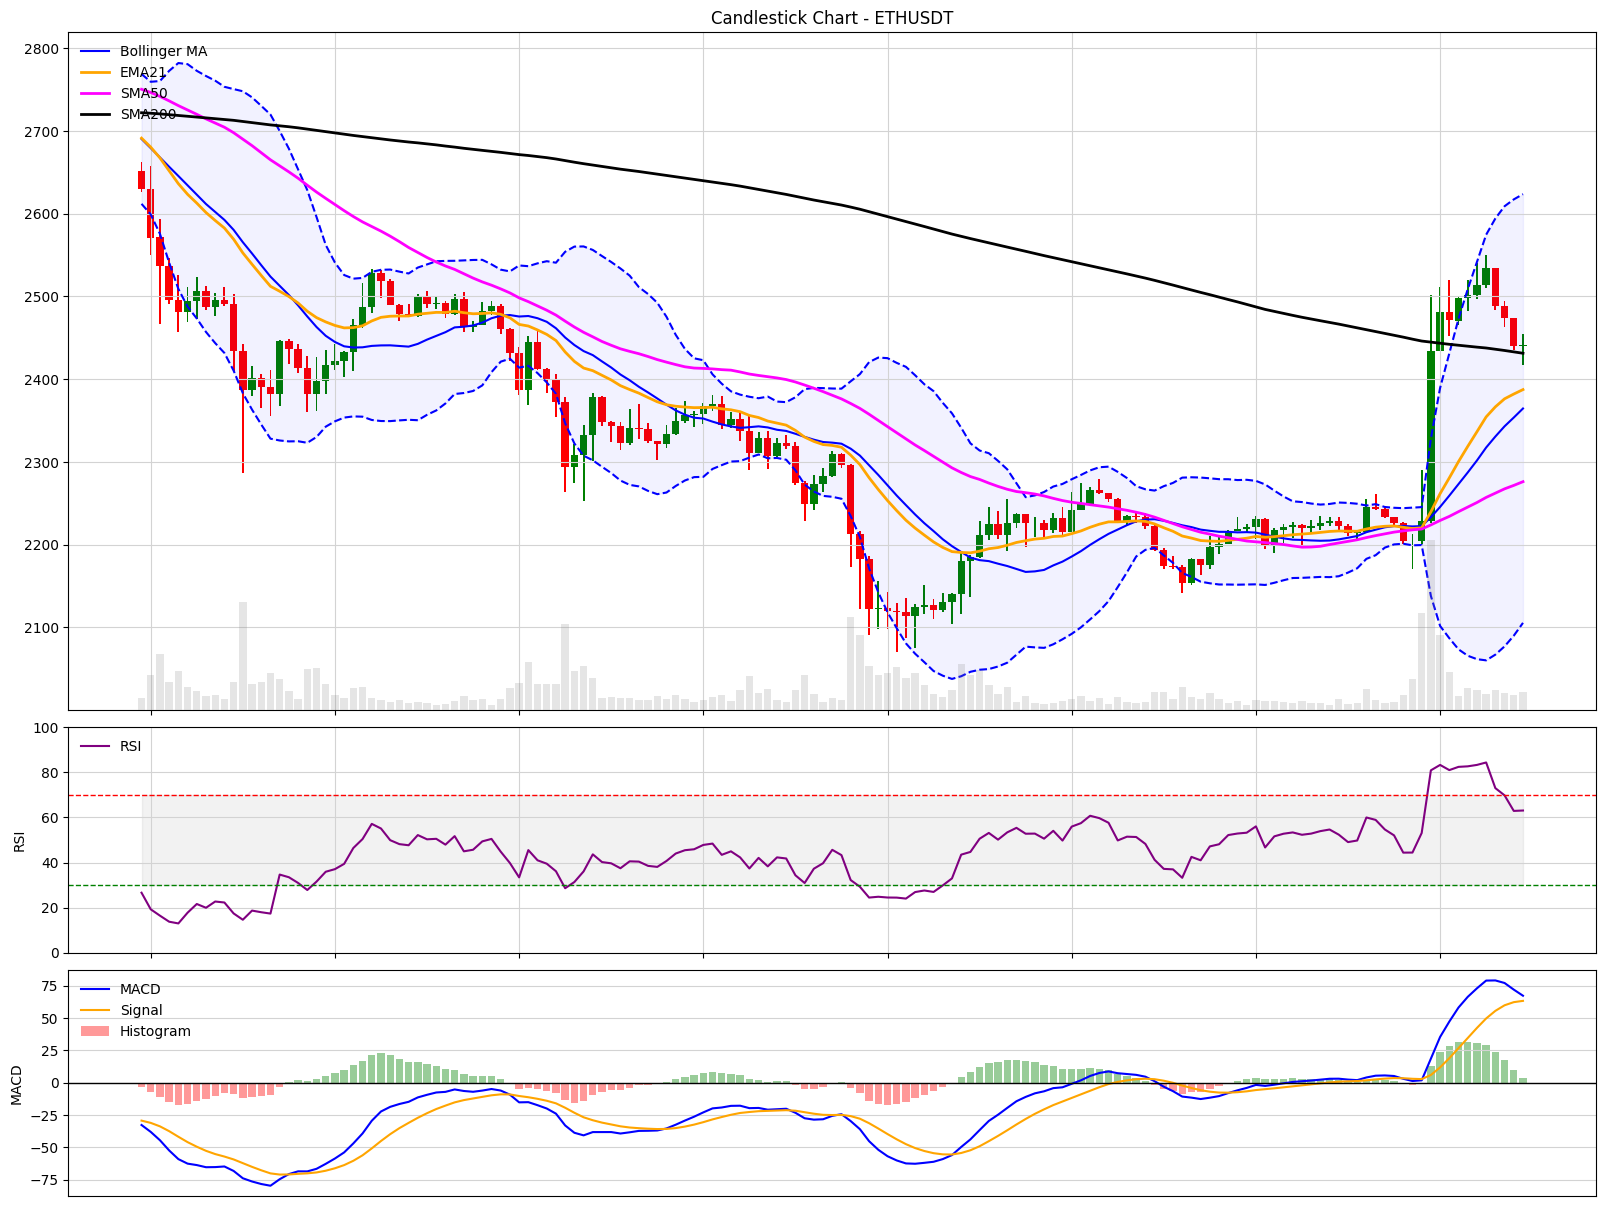 Candlestick Chart - ETHUSDT
Bollinger MA
EMA21
SMA50
SMA200
2800
2700
2600
2500
2400
2300
2200
2100
RSI
100
80
60
40
20
0
RSI
MACD
Signal
Histogram
75
50
25
0
−25
−50
−75
MACD